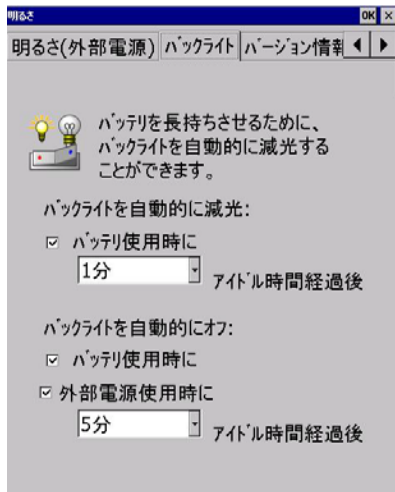 明るさ OK ×
明るさ(外部電源) バックライト バージョン情報
バッテリを長持ちさせるために、
バックライトを自動的に減光する
ことができます。
バックライトを自動的に減光:
バッテリ使用時に
1分 アイドル時間経過後
バックライトを自動的にオフ:
バッテリ使用時に
外部電源使用時に
5分 アイドル時間経過後